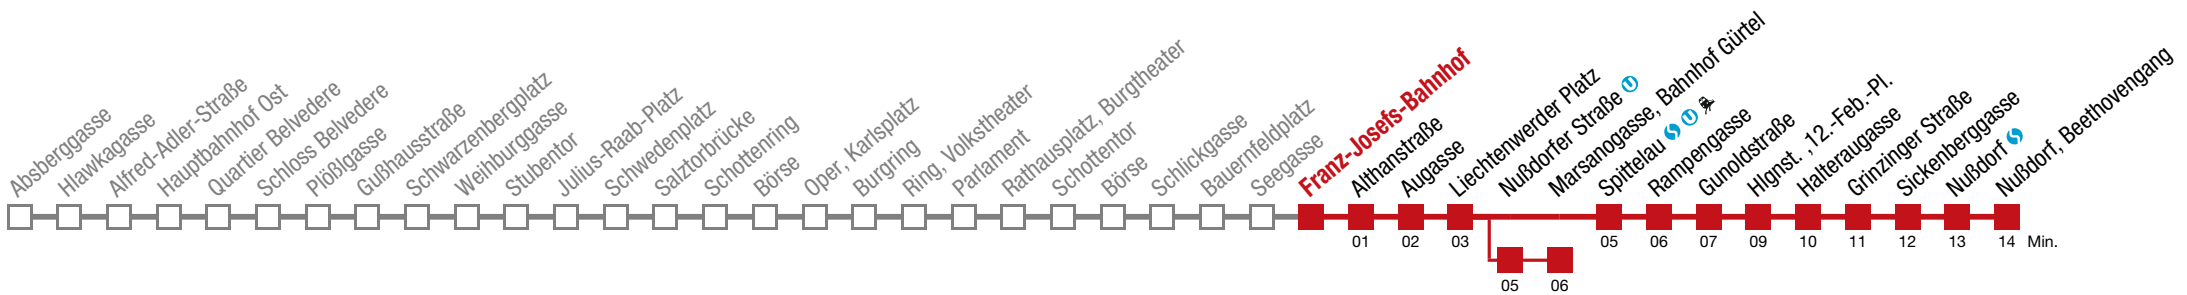 Absberggasse
Hlawkagasse
Alfred-Adler-Straße
Hauptbahnhof Ost
Quartier Belvedere
Schloss Belvedere
Plößlgasse
Gußhausstraße
Schwarzenbergplatz
Weihburggasse
Stubentor
Julius-Raab-Platz
Schwedenplatz
Salztorbrücke
Schottenring
Börse
Oper, Karlsplatz
Burgring
Ring, Volkstheater
Parlament
Rathausplatz, Burgtheater
Schottentor
Börse
Schlickgasse
Bauernfeldplatz
Seegasse
Franz-Josefs-Bahnhof
Althanstraße
Augasse
Liechtenwerder Platz
Nußdorfer Straße U
Marsanogasse, Bahnhof Gürtel
Spittelau S U
Rampengasse
Gunoldstraße
Hlgnst. ,12.-Feb.-Pl.
Halteraugasse
Grinzinger Straße
Sickenberggasse
Nußdorf S
Nußdorf, Beethovengang
01 02 03 05 06 07 09 10 11 12 13 14 Min.
05 06